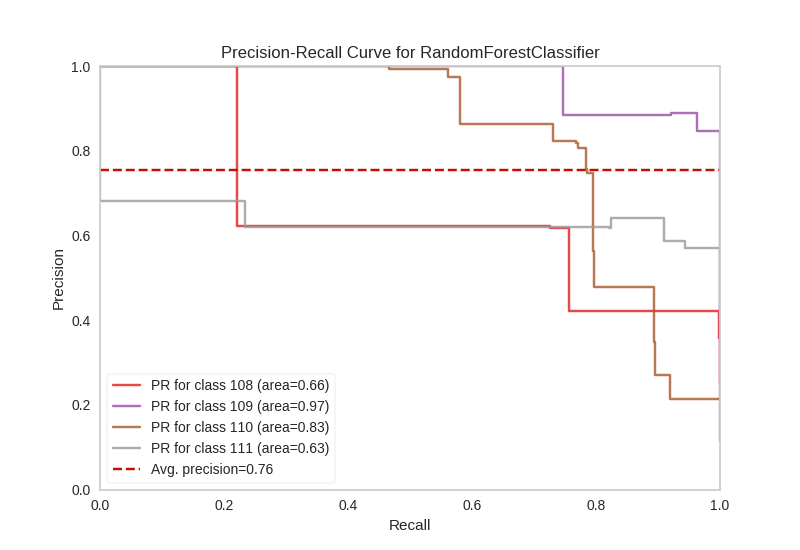 Precision-Recall Curve for RandomForestClassifier
1.0
0.8
0.6
0.4
0.2
0.0
Precision
PR for class 108 (area=0.66)
PR for class 109 (area=0.97)
PR for class 110 (area=0.83)
PR for class 111 (area=0.63)
Avg. precision=0.76
0.0 0.2 0.4 0.6 0.8 1.0
Recall